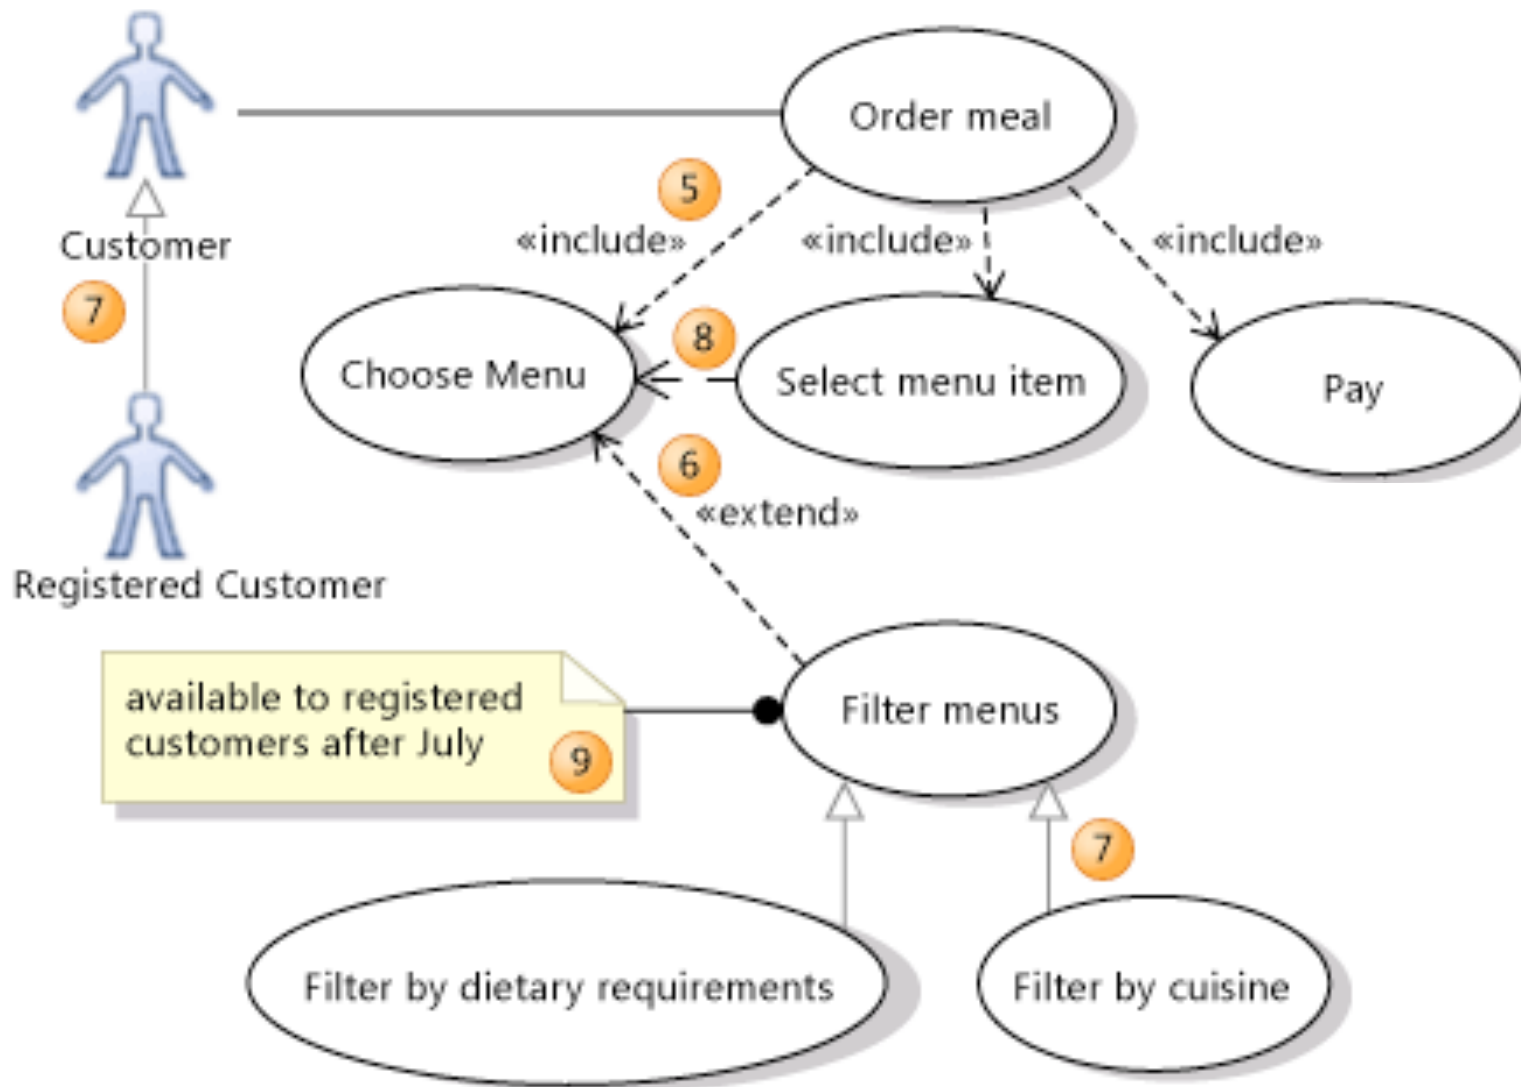 Order meal
5
«include»
«include»
«include»
Customer
7
8
Choose Menu
Select menu item
Pay
6
«extend»
Registered Customer
available to registered
customers after July
9
Filter menus
7
Filter by dietary requirements
Filter by cuisine